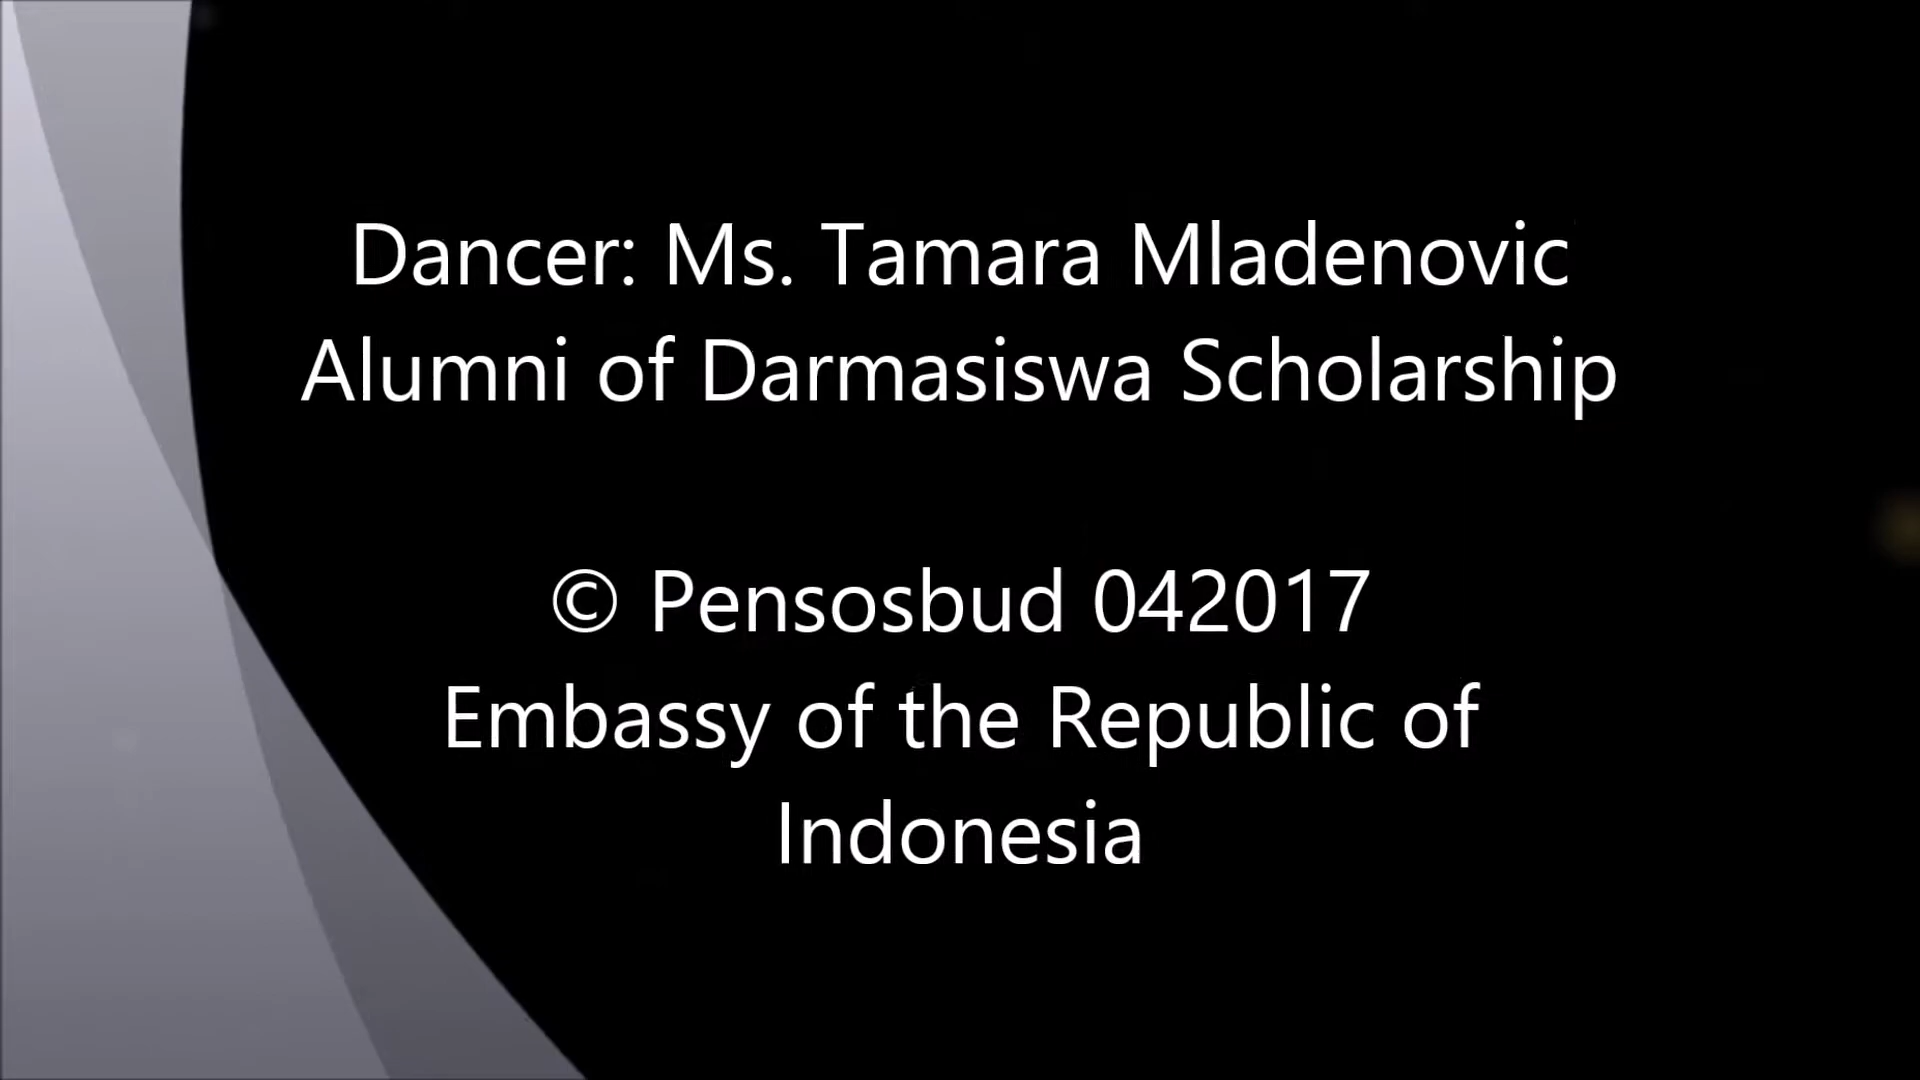 Dancer: Ms. Tamara Mladenovic
Alumni of Darmasiswa Scholarship
© Pensosbud 042017
Embassy of the Republic of
Indonesia